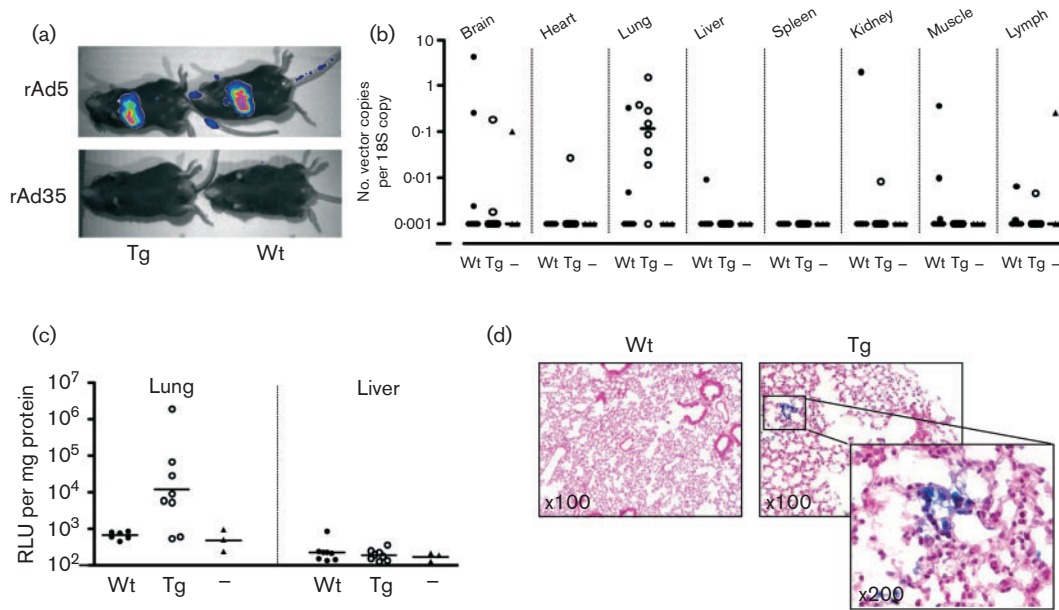 (a)
rAd5
rAd35
Tg Wt
(b)
Brain Heart Lung Liver Spleen Kidney Muscle Lymph
No. vector copies
per 18S copy
10
1
0·1
0·01
0·001
Wt Tg – Wt Tg – Wt Tg – Wt Tg – Wt Tg – Wt Tg – Wt Tg – Wt Tg –
(c)
RLU per mg protein
10⁷
10⁶
10⁵
10⁴
10³
10²
Lung Liver
Wt Tg – Wt Tg –
(d)
Wt Tg
x100 x100
x200